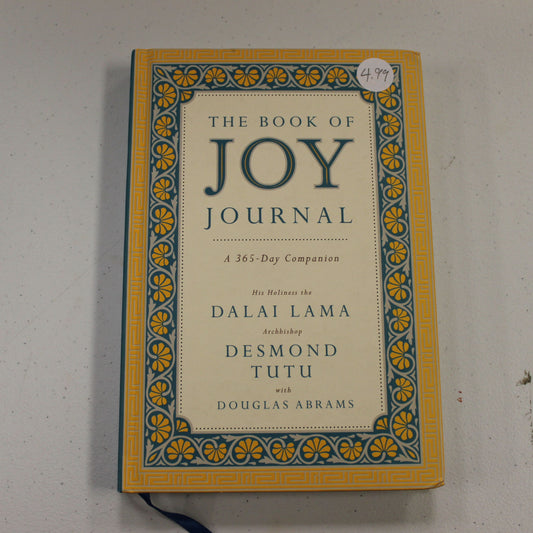 4.99
THE BOOK OF
JOY
JOURNAL
A 365-Day Companion
His Holiness the
DALAI LAMA
Archbishop
DESMOND
TUTU
with
DOUGLAS ABRAMS